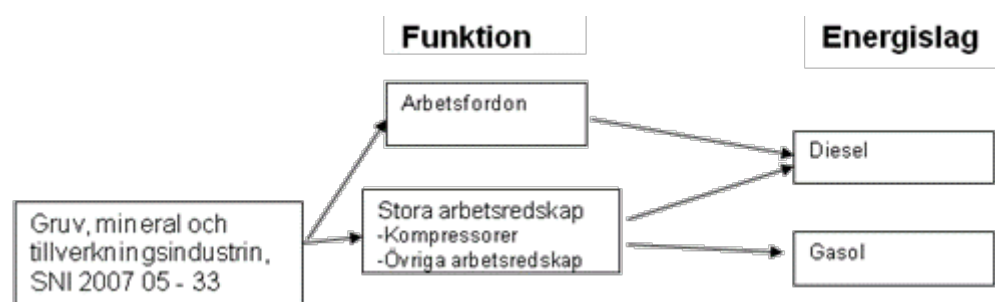 Funktion
Energislag
Arbetsfordon
Diesel
Stora arbetsredskap
-Kompressorer
-Övriga arbetsredskap
Gruv, mineral och
tillverkningsindustrin,
SNI 2007 05 - 33
Gasol